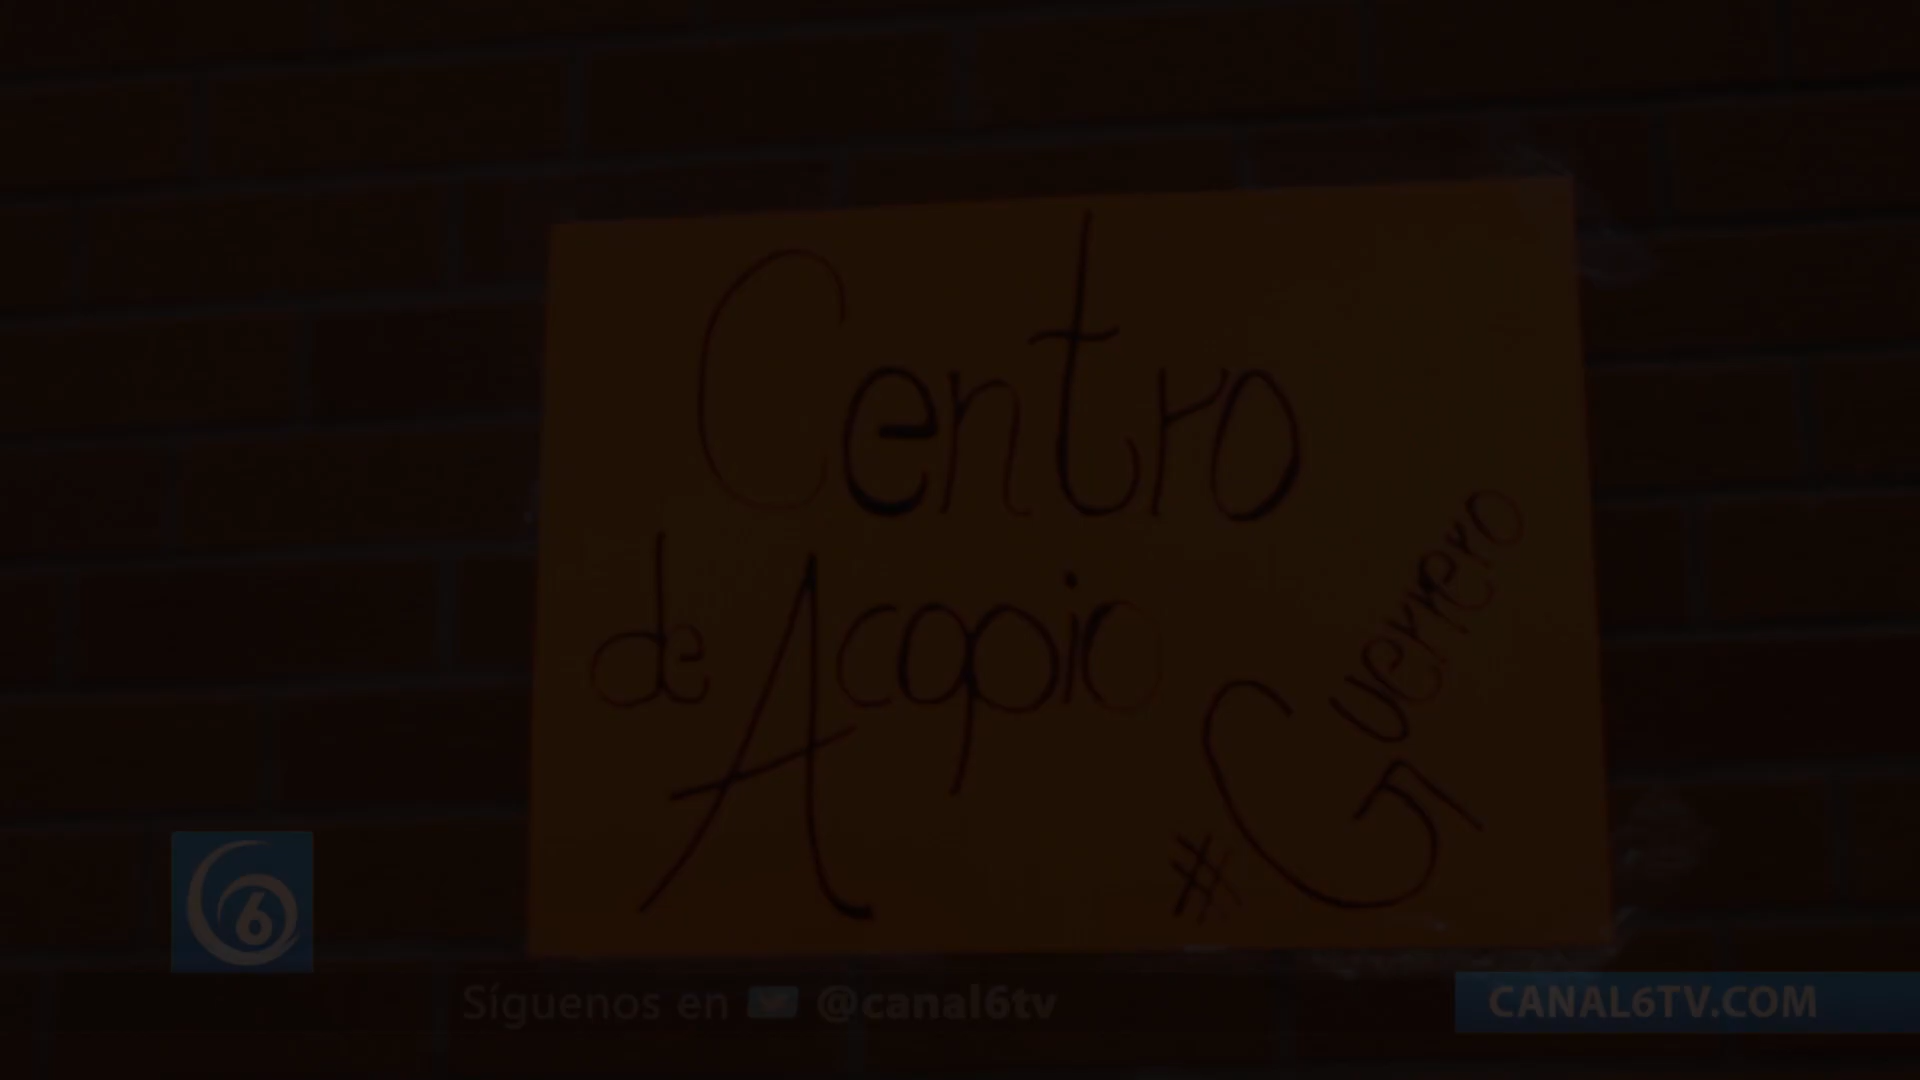 Centro
de Acopio
#Guerrero
6
Síguenos en @canal6tv
CANAL6TV.COM